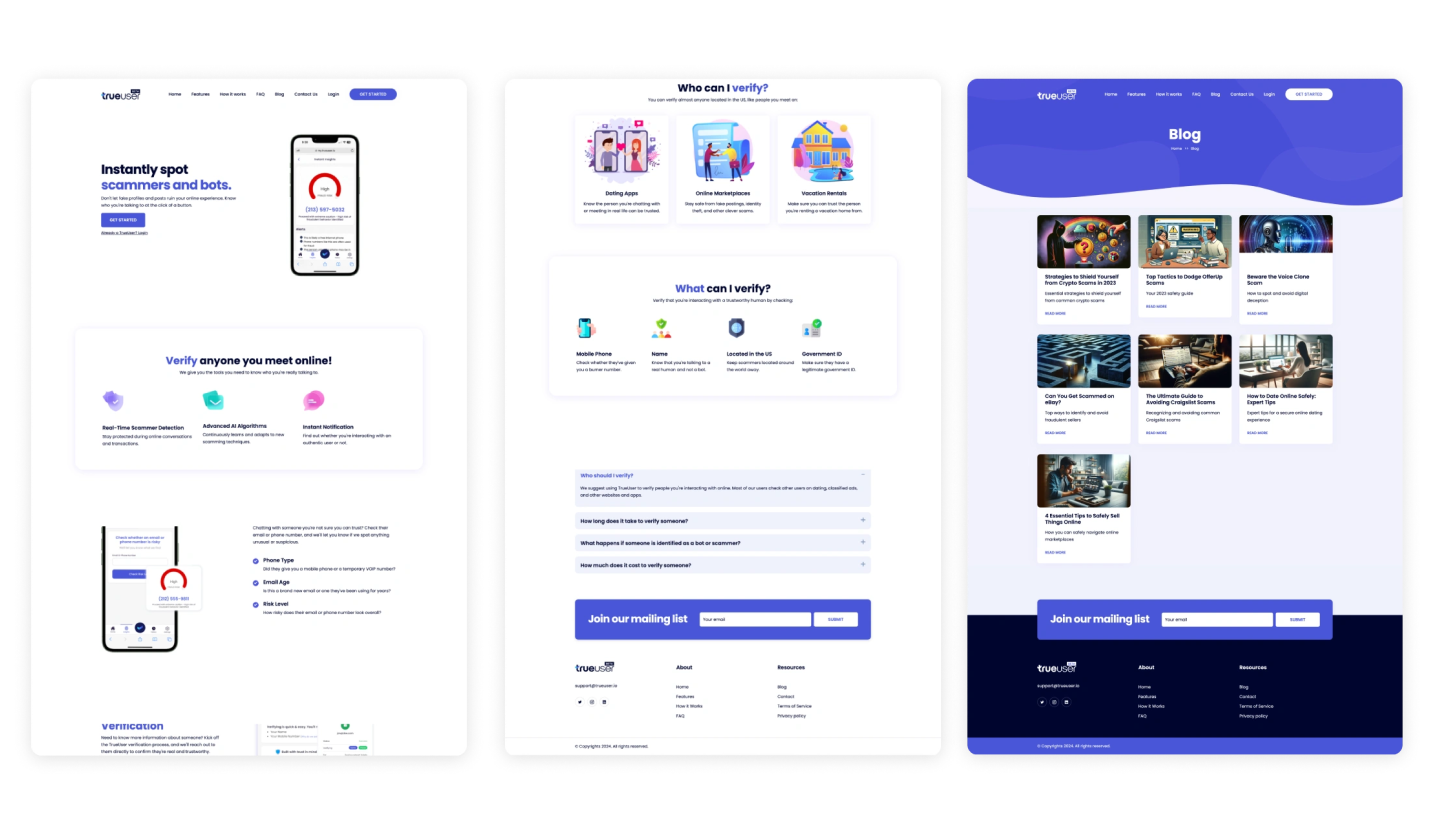 trueuser BETA
Home Features How it works FAQ Blog Contact Us Login GET STARTED
Instantly spot
scammers and bots.
Don't let fake profiles and posts ruin your online experience. Know
who you're talking to at the click of a button.
GET STARTED
Already a TrueUser? Login
Instant Insights
High
(213) 597-9032
Alerts
Verify anyone you meet online!
We give you the tools you need to know who you're really talking to.
Real-Time Scammer Detection
Stay protected during online conversations
and transactions.
Advanced AI Algorithms
Continuously learns and adapts to new
scamming techniques.
Instant Notification
Find out whether you're interacting with an
authentic user or not.
Check whether an email or
phone number is risky
High
Chatting with someone you're not sure you can trust? Check their
email or phone number, and we'll let you know if we spot anything
unusual or suspicious.
Phone Type
Did they give you a mobile phone or a temporary VOIP number?
Email Age
Is this a brand new email or one they've been using for years?
Risk Level
How risky does their email or phone number look overall?
Verification
Need to know more information about someone? Kick off
the TrueUser verification process, and we'll reach out to
them directly to confirm they're real and trustworthy.
Who can I verify?
You can verify almost anyone located in the US, like people you meet on:
Dating Apps
Know the person you're chatting with
or meeting in real life can be trusted.
Online Marketplaces
Stay safe from fake postings, identity
theft, and other clever scams.
Vacation Rentals
Make sure you can trust the person
you're renting a vacation home from.
What can I verify?
Verify that you're interacting with a trustworthy human by checking:
Mobile Phone
Check whether they've given
you a burner number.
Name
Know that you're talking to a
real human and not a bot.
Located in the US
Keep scammers located around
the world away.
Government ID
Make sure they have a
legitimate government ID.
Who should I verify?
We suggest using TrueUser to verify people you're interacting with online. Most of our users check other users on dating, classified ads,
and other websites and apps.
How long does it take to verify someone?
What happens if someone is identified as a bot or scammer?
How much does it cost to verify someone?
Join our mailing list
Your email
SUBMIT
trueuser BETA
support@trueuser.io
About
Home
Features
How It Works
FAQ
Resources
Blog
Contact
Terms of Service
Privacy policy
© Copyrights 2024. All rights reserved.
trueuser BETA
Home Features How it works FAQ Blog Contact Us Login GET STARTED
Blog
Home Blog
Strategies to Shield Yourself
from Crypto Scams in 2023
Essential strategies to shield yourself
from common crypto scams
READ MORE
WARNING
Top Tactics to Dodge OfferUp
Scams
Your 2023 safety guide
READ MORE
Beware the Voice Clone
Scam
How to spot and avoid digital
deception
READ MORE
Can You Get Scammed on
eBay?
Top ways to identify and avoid
fraudulent sellers
READ MORE
The Ultimate Guide to
Avoiding Craigslist Scams
Recognizing and avoiding common
Craigslist scams
READ MORE
How to Date Online Safely:
Expert Tips
Expert tips for a secure online dating
experience
READ MORE
4 Essential Tips to Safely Sell
Things Online
How you can safely navigate online
marketplaces
READ MORE
Join our mailing list
Your email
SUBMIT
trueuser BETA
support@trueuser.io
About
Home
Features
How It Works
FAQ
Resources
Blog
Contact
Terms of Service
Privacy policy
© Copyrights 2024. All rights reserved.